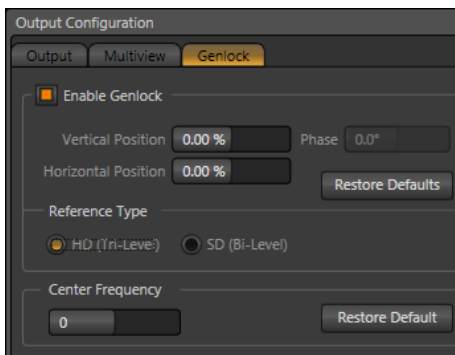 Output Configuration
Output Multiview Genlock
Enable Genlock
Vertical Position 0.00 % Phase 0.0°
Horizontal Position 0.00 %
Restore Defaults
Reference Type
HD (Tri-Level) SD (Bi-Level)
Center Frequency
0 Restore Default